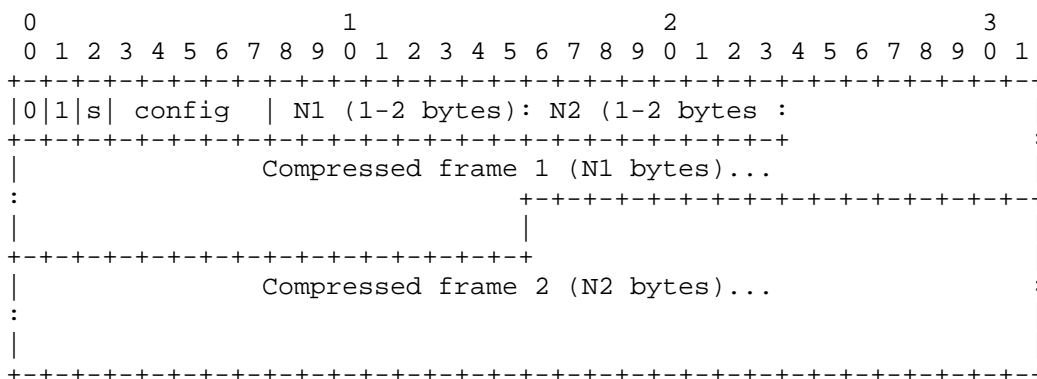 0                   1                   2                   3
0 1 2 3 4 5 6 7 8 9 0 1 2 3 4 5 6 7 8 9 0 1 2 3 4 5 6 7 8 9 0 1
+-+-+-+-+-+-+-+-+-+-+-+-+-+-+-+-+-+-+-+-+-+-+-+-+-+-+-+-+-+-+-+--
|0|1|s| config  | N1 (1-2 bytes): N2 (1-2 bytes :               |
+-+-+-+-+-+-+-+-+-+-+-+-+-+-+-+-+-+-+-+-+-+-+-+-+               :
|               Compressed frame 1 (N1 bytes)...                |
:                               +-+-+-+-+-+-+-+-+-+-+-+-+-+-+-+--
|                               |                               |
+-+-+-+-+-+-+-+-+-+-+-+-+-+-+-+-+
|               Compressed frame 2 (N2 bytes)...                :
:
|                                                               |
+-+-+-+-+-+-+-+-+-+-+-+-+-+-+-+-+-+-+-+-+-+-+-+-+-+-+-+-+-+-+-+--